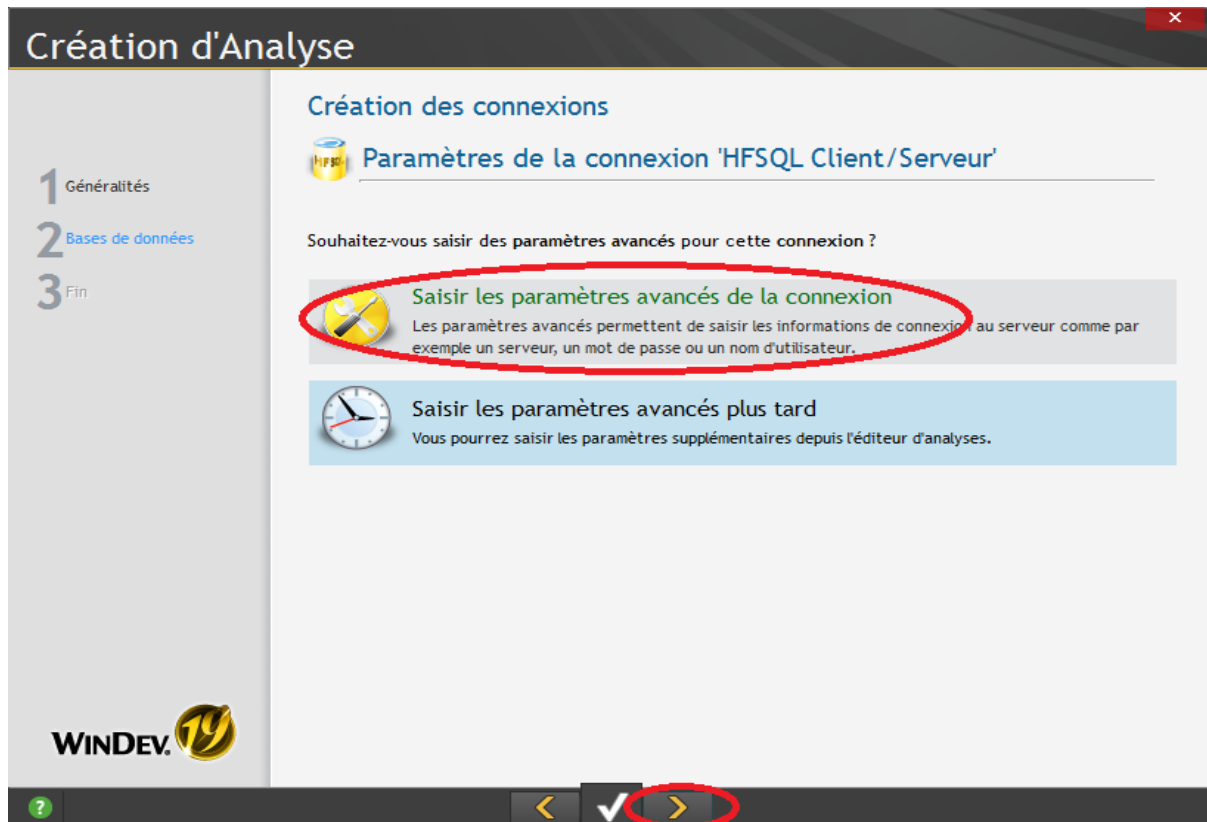 Création d'Analyse
Création des connexions
HFSQL
Paramètres de la connexion 'HFSQL Client/Serveur'
1 Généralités
2 Bases de données
3 Fin
Souhaitez-vous saisir des paramètres avancés pour cette connexion ?
Saisir les paramètres avancés de la connexion
Les paramètres avancés permettent de saisir les informations de connexion au serveur comme par
exemple un serveur, un mot de passe ou un nom d'utilisateur.
Saisir les paramètres avancés plus tard
Vous pourrez saisir les paramètres supplémentaires depuis l'éditeur d'analyses.
WINDEV. 19
?